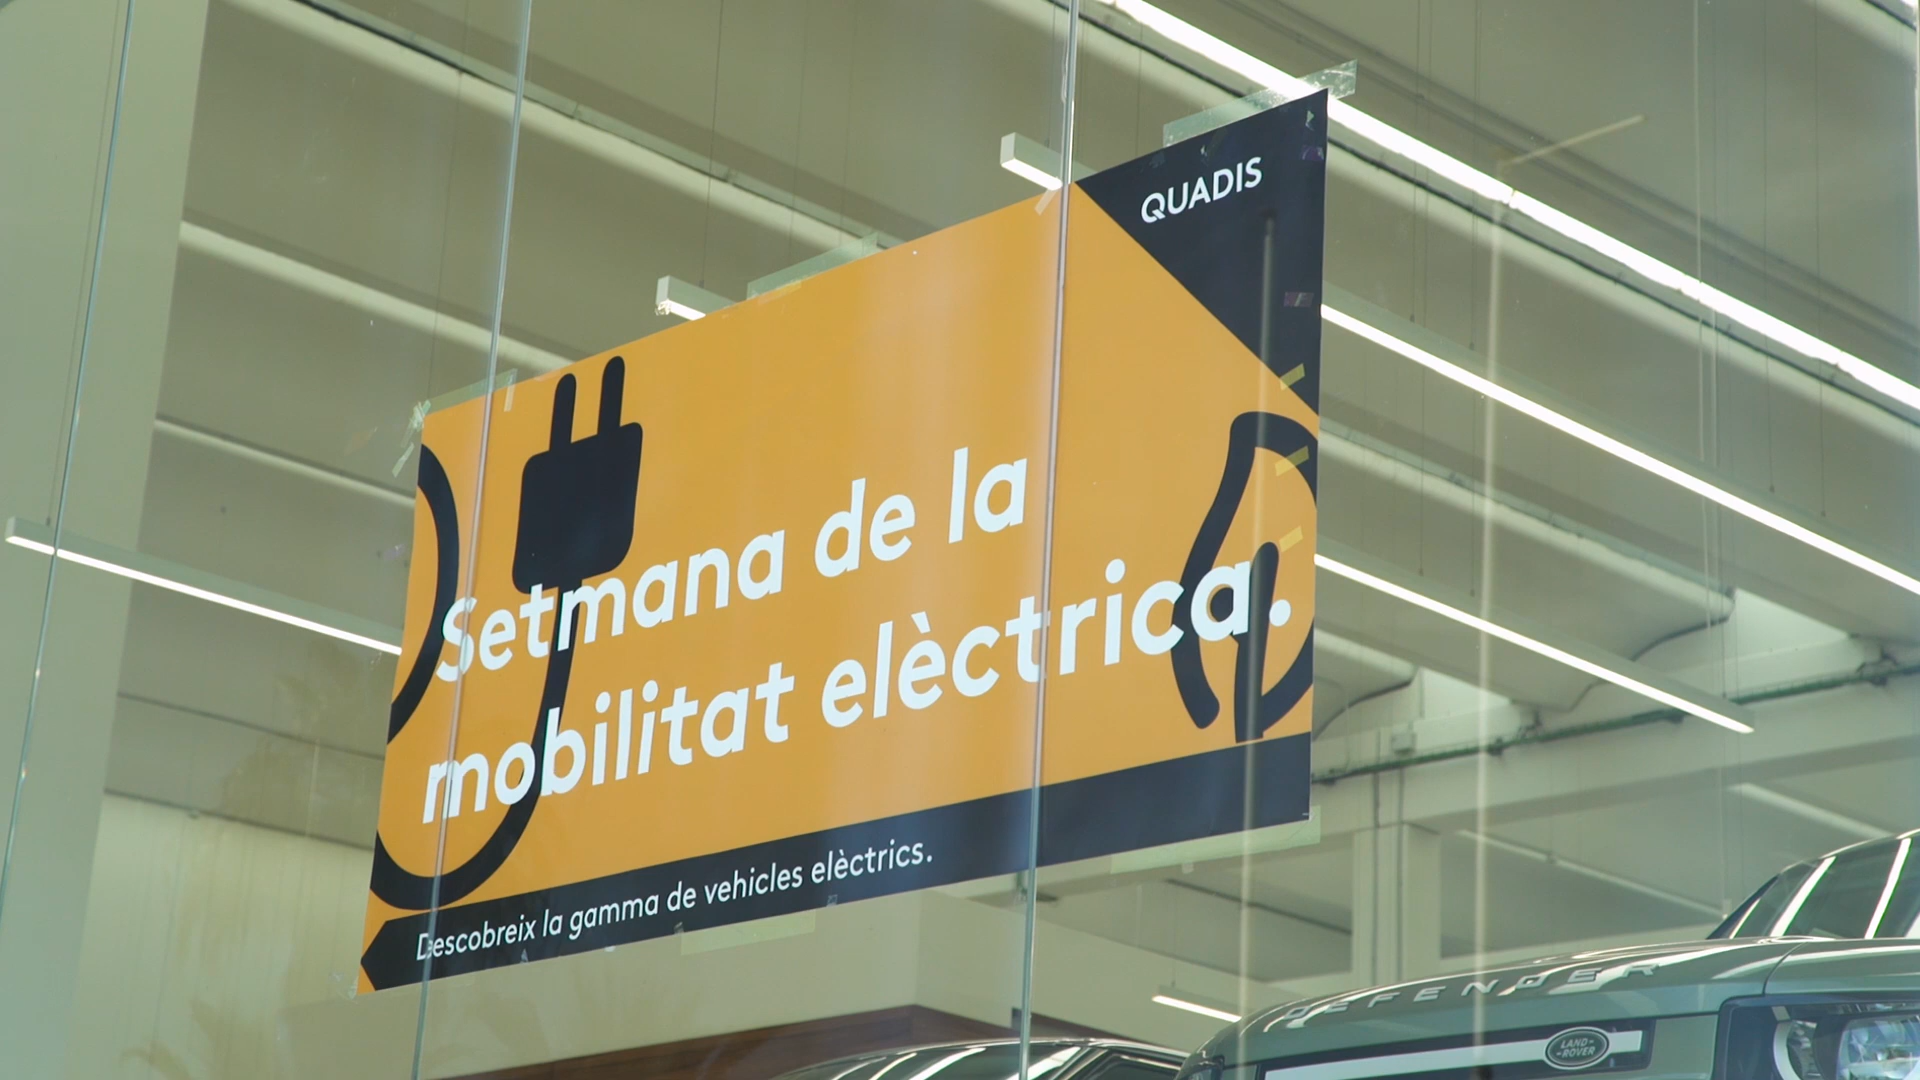 QUADIS
Setmana de la
mobilitat elèctrica.
Descobreix la gamma de vehicles elèctrics.
DEFENDER
LAND-
-ROVER